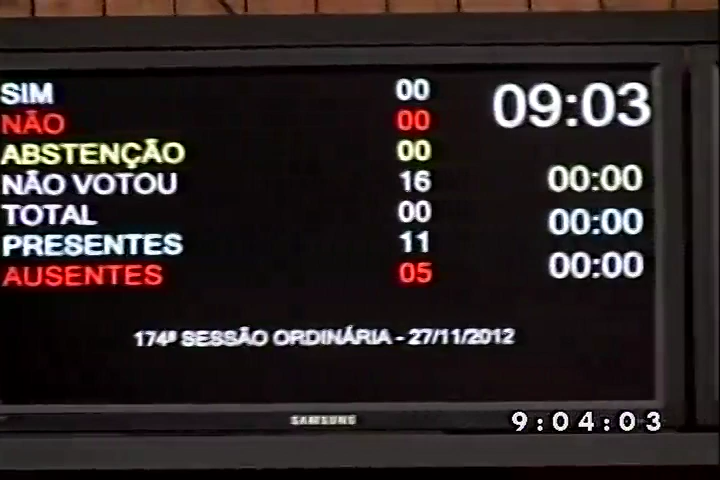 SIM 00 09:03
NÃO 00
ABSTENÇÃO 00
NÃO VOTOU 16 00:00
TOTAL 00 00:00
PRESENTES 11
AUSENTES 05 00:00
174ª SESSÃO ORDINÁRIA - 27/11/2012
SAMSUNG
9:04:03